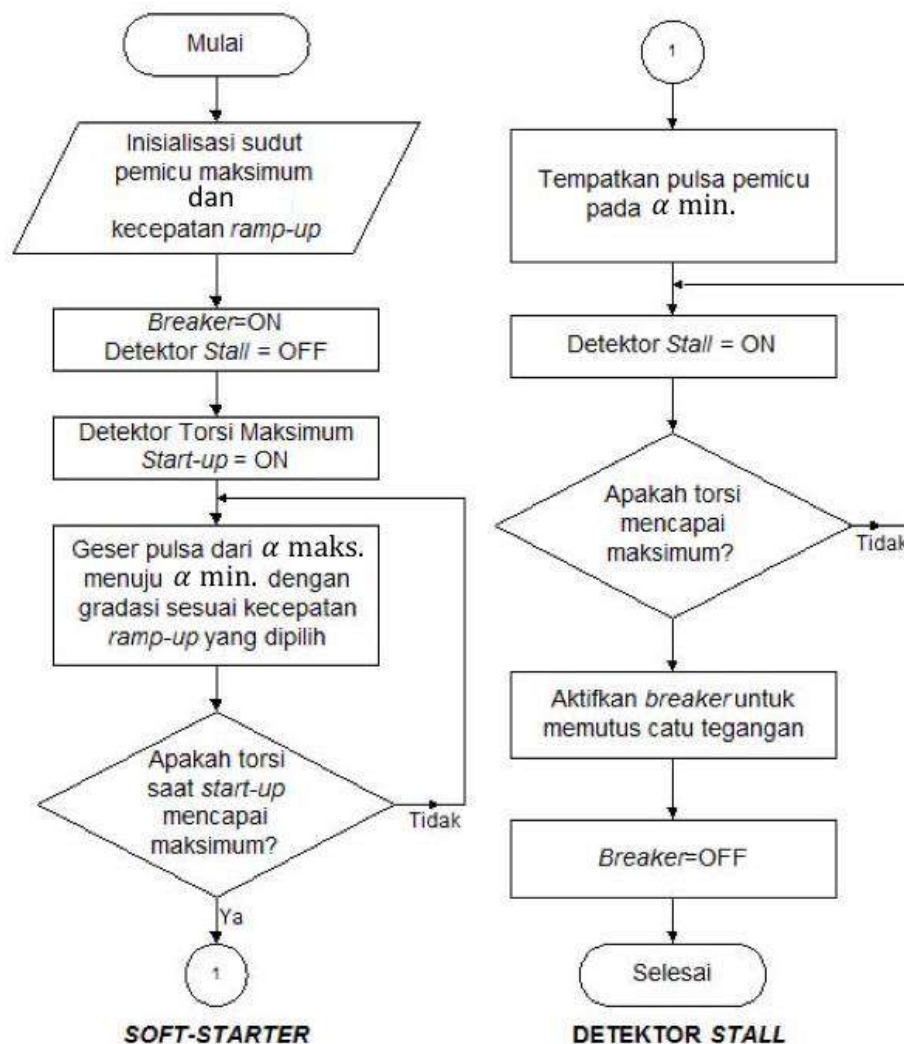 Mulai
Inisialisasi sudut
pemicu maksimum
dan
kecepatan ramp-up
Breaker=ON
Detektor Stall = OFF
Detektor Torsi Maksimum
Start-up = ON
Geser pulsa dari α maks.
menuju α min. dengan
gradasi sesuai kecepatan
ramp-up yang dipilih
Apakah torsi
saat start-up
mencapai
maksimum?
Tidak
Ya
1
SOFT-STARTER
1
Tempatkan pulsa pemicu
pada α min.
Detektor Stall = ON
Apakah torsi
mencapai
maksimum?
Tidak
Aktifkan breaker untuk
memutus catu tegangan
Breaker=OFF
Selesai
DETEKTOR STALL